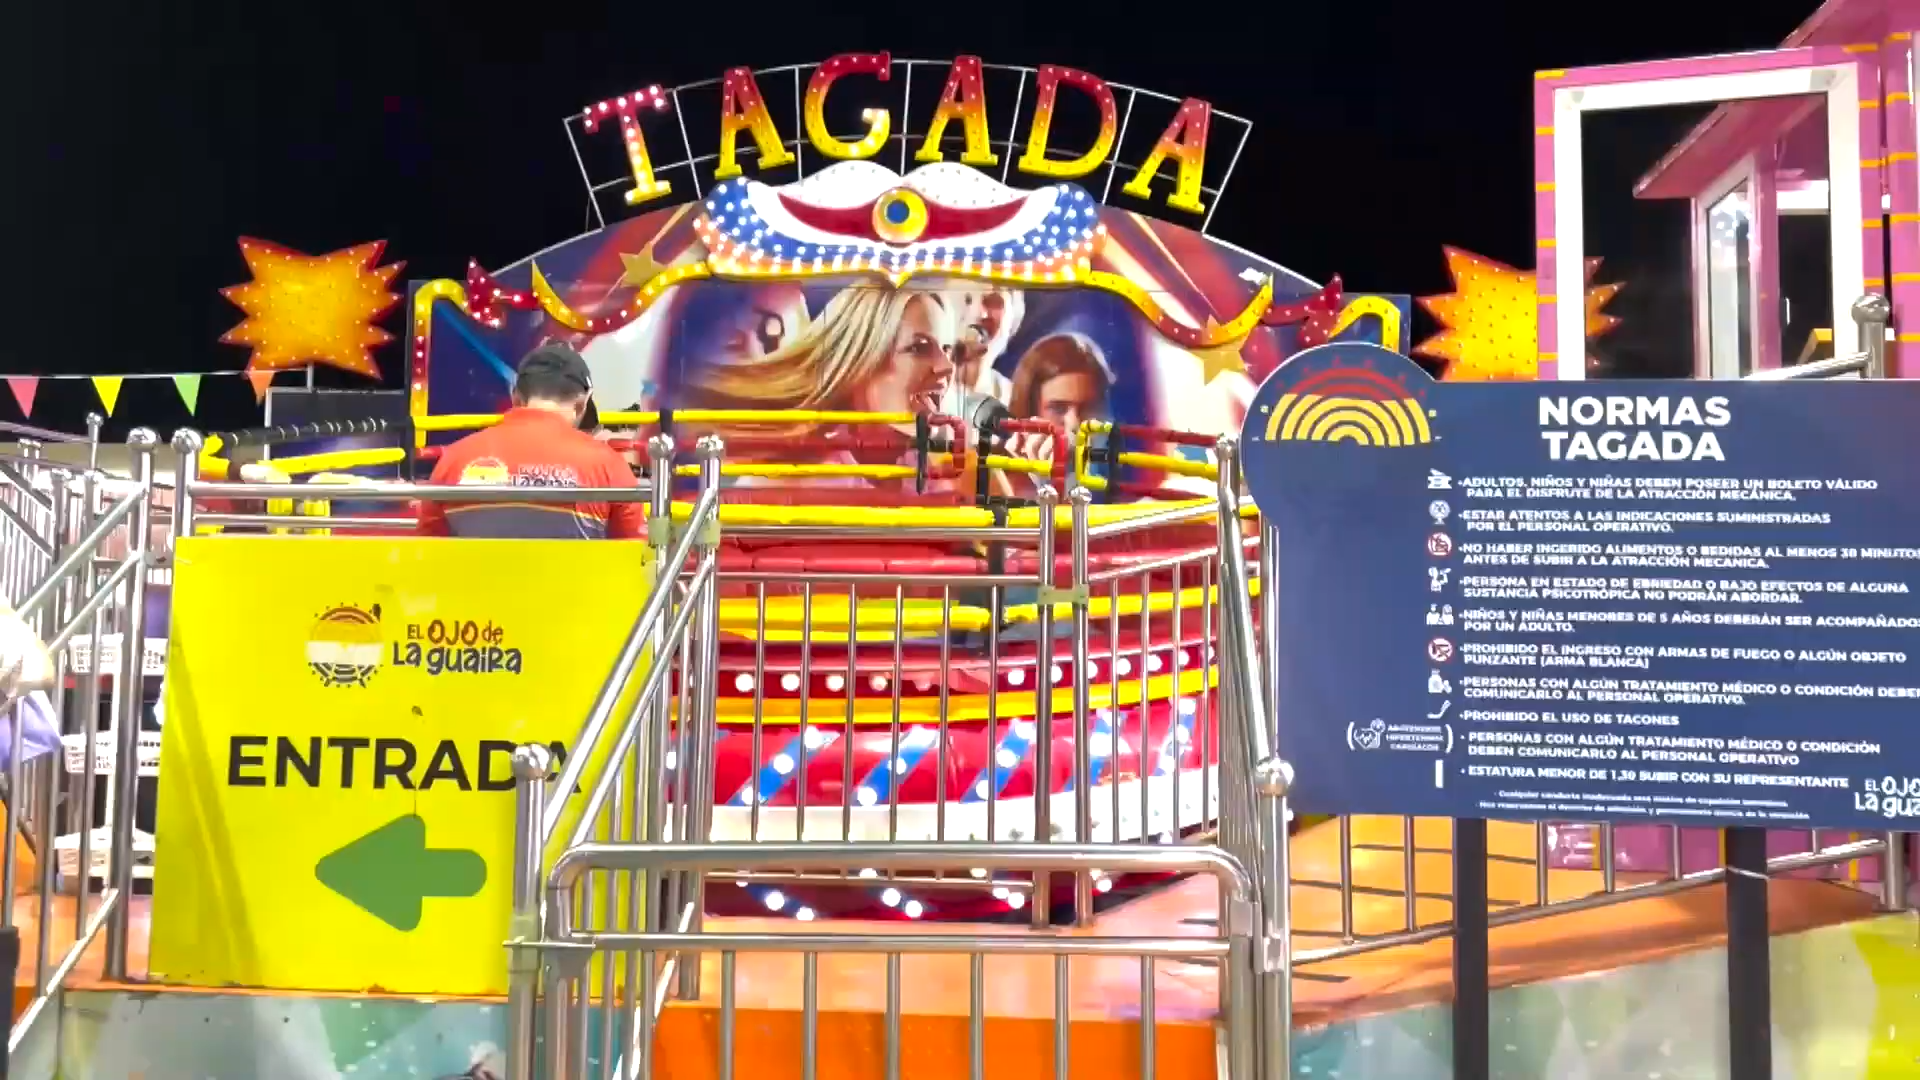 TAGADA
La guaira
EL OJO de
La guaiRa
ENTRADA
NORMAS
TAGADA
•ADULTOS, NIÑOS Y NIÑAS DEBEN POSEER UN BOLETO VÁLIDO
PARA EL DISFRUTE DE LA ATRACCIÓN MECÁNICA.
•ESTAR ATENTOS A LAS INDICACIONES SUMINISTRADAS
POR EL PERSONAL OPERATIVO.
•NO HABER INGERIDO ALIMENTOS O BEDIDAS AL MENOS 30 MINUTOS
ANTES DE SUBIR A LA ATRACCIÓN MECANICA.
•PERSONA EN ESTADO DE EBRIEDAD O BAJO EFECTOS DE ALGUNA
SUSTANCIA PSICOTRÓPICA NO PODRÁN ABORDAR.
•NIÑOS Y NIÑAS MENORES DE 5 AÑOS DEBERÁN SER ACOMPAÑADOS
POR UN ADULTO.
•PROHIBIDO EL INGRESO CON ARMAS DE FUEGO O ALGÚN OBJETO
PUNZANTE (ARMA BLANCA)
•PERSONAS CON ALGÚN TRATAMIENTO MÉDICO O CONDICIÓN DEBEN
COMUNICARLO AL PERSONAL OPERATIVO.
•PROHIBIDO EL USO DE TACONES
• PERSONAS CON ALGÚN TRATAMIENTO MÉDICO O CONDICIÓN
DEBEN COMUNICARLO AL PERSONAL OPERATIVO
• ESTATURA MENOR DE 1,30 SUBIR CON SU REPRESENTANTE
EL OJO
La gua